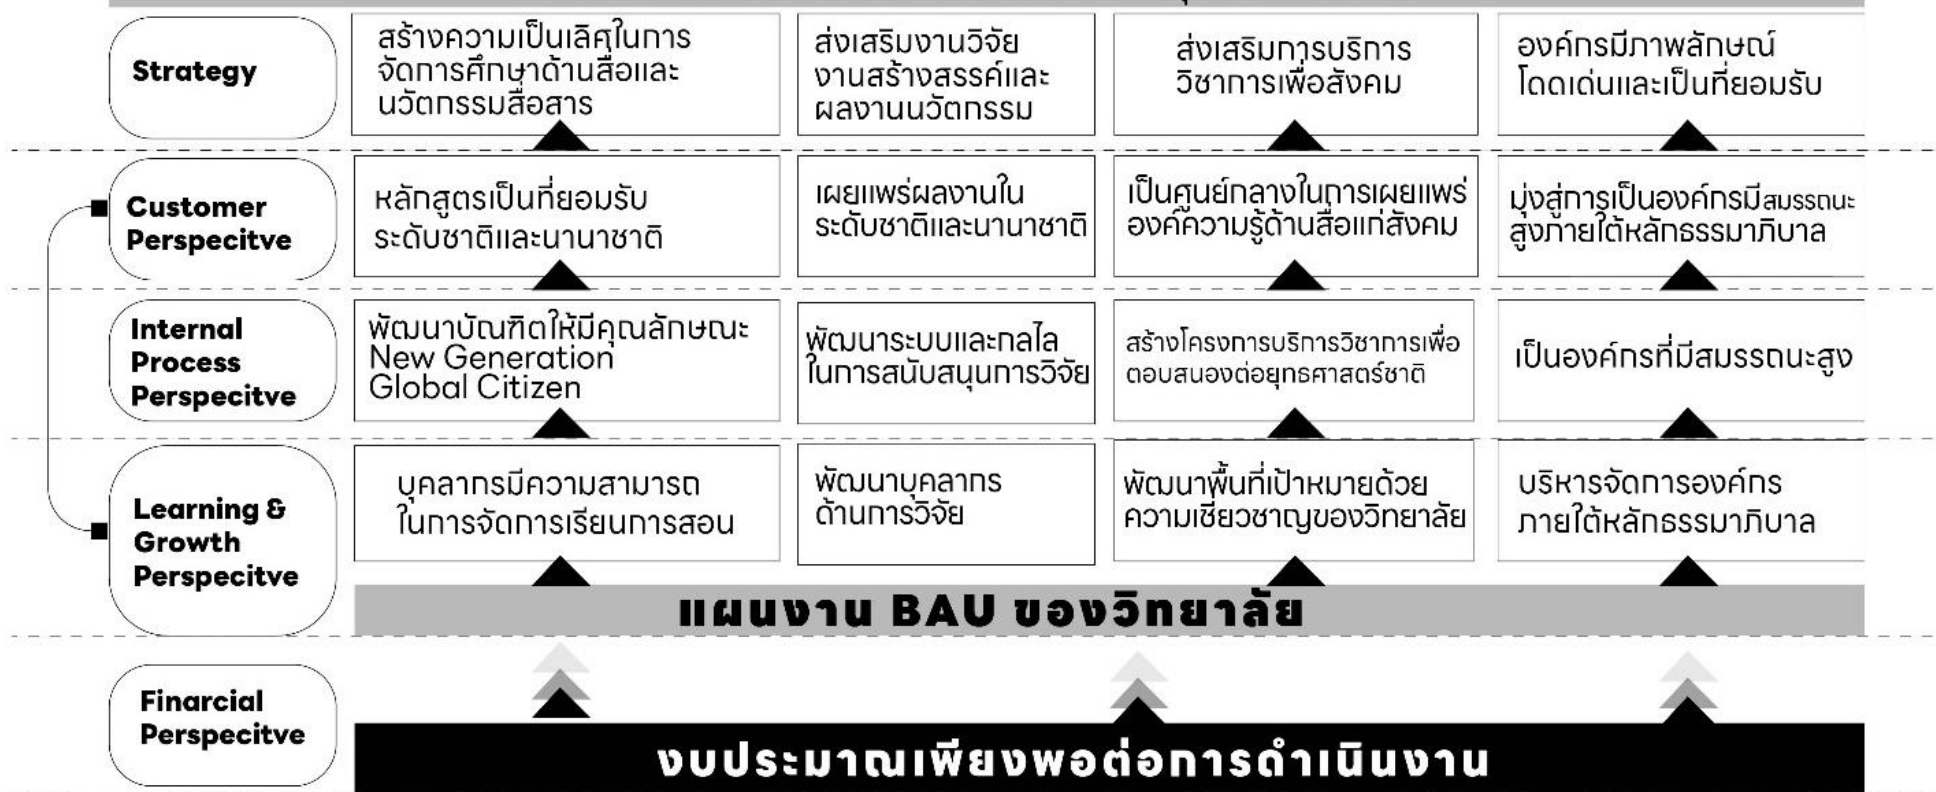 Strategy
สร้างความเป็นเลิศในการ
จัดการศึกษาด้านสื่อและ
นวัตกรรมสื่อสาร
ส่งเสริมงานวิจัย
งานสร้างสรรค์และ
ผลงานนวัตกรรม
ส่งเสริมการบริการ
วิชาการเพื่อสังคม
องค์กรมีภาพลักษณ์
โดดเด่นและเป็นที่ยอมรับ
Customer
Perspecitve
หลักสูตรเป็นที่ยอมรับ
ระดับชาติและนานาชาติ
เผยแพร่ผลงานใน
ระดับชาติและนานาชาติ
เป็นศูนย์กลางในการเผยแพร่
องค์ความรู้ด้านสื่อแก่สังคม
มุ่งสู่การเป็นองค์กรมีสมรรถนะ
สูงภายใต้หลักธรรมาภิบาล
Internal
Process
Perspecitve
พัฒนาบัณฑิตให้มีคุณลักษณะ
New Generation
Global Citizen
พัฒนาระบบและกลไล
ในการสนับสนุนการวิจัย
สร้างโครงการบริการวิชาการเพื่อ
ตอบสนองต่อยุทธศาสตร์ชาติ
เป็นองค์กรที่มีสมรรถนะสูง
Learning &
Growth
Perspecitve
บุคลากรมีความสามารถ
ในการจัดการเรียนการสอน
พัฒนาบุคลากร
ด้านการวิจัย
พัฒนาพื้นที่เป้าหมายด้วย
ความเชี่ยวชาญของวิทยาลัย
บริหารจัดการองค์กร
ภายใต้หลักธรรมาภิบาล
แผนงาน BAU ของวิทยาลัย
Finarcial
Perspecitve
งบประมาณเพียงพอต่อการดำเนินงาน